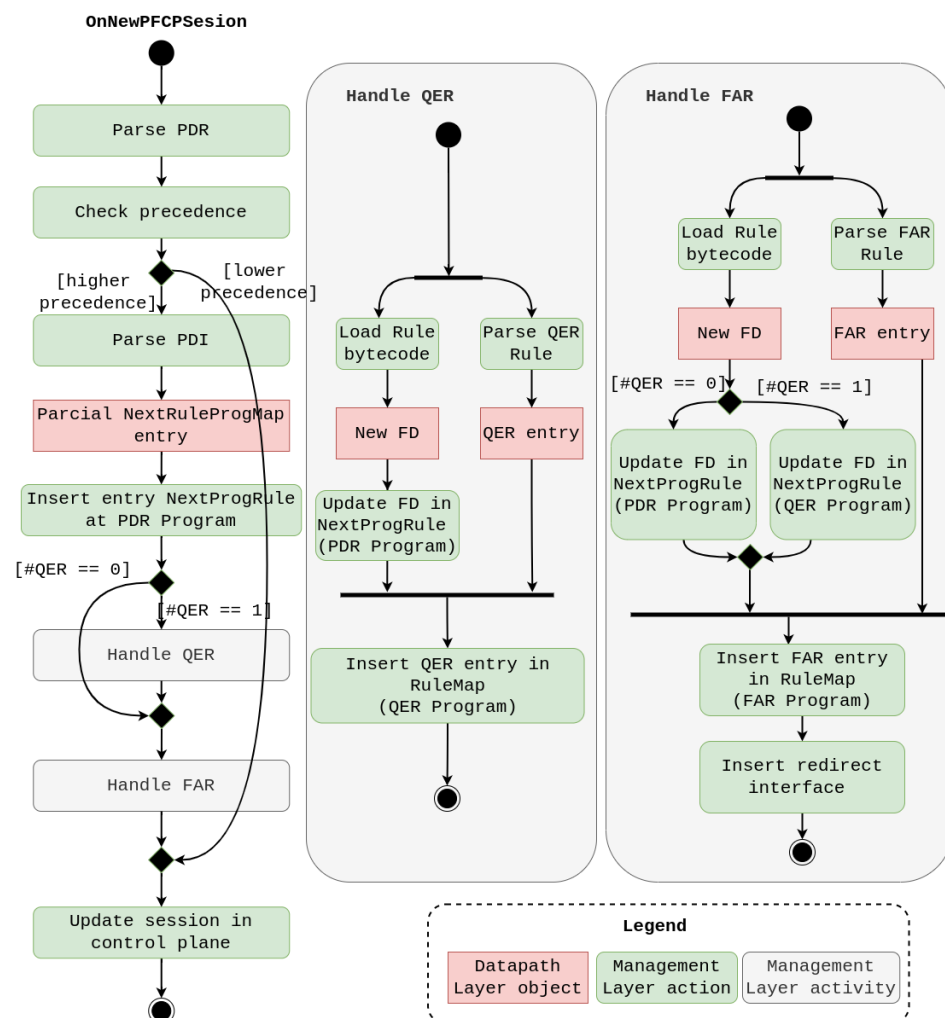 OnNewPFCPSesion
Parse PDR
Check precedence
[higher
precedence]
[lower
precedence]
Parse PDI
Parcial NextRuleProgMap
entry
Insert entry NextProgRule
at PDR Program
[#QER == 0]
[#QER == 1]
Handle QER
Handle FAR
Update session in
control plane
Handle QER
Load Rule
bytecode
Parse QER
Rule
New FD
QER entry
Update FD in
NextProgRule
(PDR Program)
Insert QER entry in
RuleMap
(QER Program)
Handle FAR
Load Rule
bytecode
Parse FAR
Rule
New FD
FAR entry
[#QER == 0]
[#QER == 1]
Update FD in
NextProgRule
(PDR Program)
Update FD in
NextProgRule
(QER Program)
Insert FAR entry
in RuleMap
(FAR Program)
Insert redirect
interface
Legend
Datapath
Layer object
Management
Layer action
Management
Layer activity